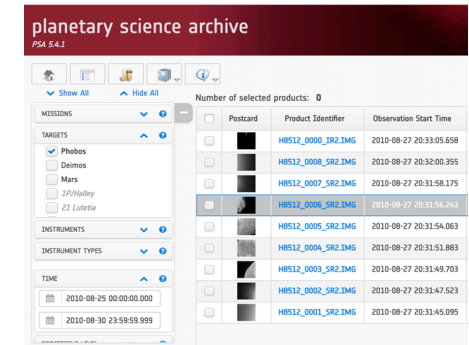 planetary science archive
PSA 5.4.1
Show All Hide All
Number of selected products: 0
MISSIONS
TARGETS
Phobos
Deimos
Mars
1P/Halley
21 Lutetia
INSTRUMENTS
INSTRUMENT TYPES
TIME
2010-08-25 00:00:00.000
2010-08-30 23:59:59.999
Postcard Product Identifier Observation Start Time
H8512_0000_IR2.IMG 2010-08-27 20:33:05.658
H8512_0008_SR2.IMG 2010-08-27 20:32:00.355
H8512_0007_SR2.IMG 2010-08-27 20:31:58.175
H8512_0006_SR2.IMG 2010-08-27 20:31:56.243
H8512_0005_SR2.IMG 2010-08-27 20:31:54.063
H8512_0004_SR2.IMG 2010-08-27 20:31:51.883
H8512_0003_SR2.IMG 2010-08-27 20:31:49.703
H8512_0002_SR2.IMG 2010-08-27 20:31:47.523
H8512_0001_SR2.IMG 2010-08-27 20:31:45.095